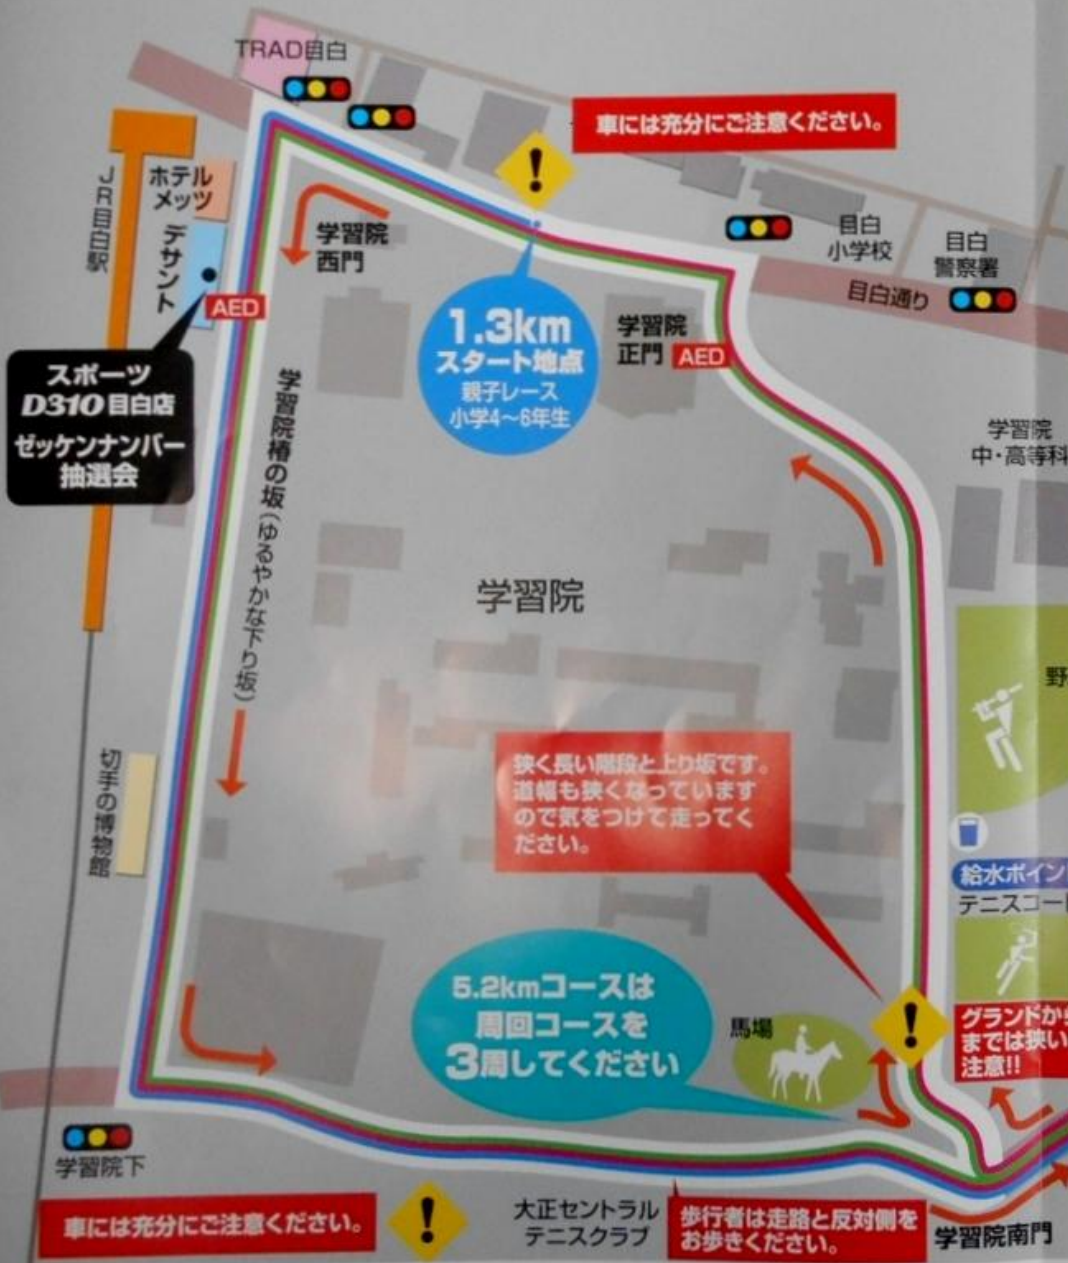 TRAD目白
車には充分にご注意ください。
JR目白駅
ホテル
メッツ
デサント
学習院
西門
目白
小学校
目白
警察署
目白通り
AED
1.3km
スタート地点
親子レース
小学4〜6年生
学習院
正門
AED
スポーツ
D310目白店
ゼッケンナンバー
抽選会
学習院椿の坂(ゆるやかな下り坂)
学習院
中・高等科
学習院
野
切手の博物館
狭く長い階段と上り坂です。
道幅も狭くなっています
ので気をつけて走ってく
ださい。
給水ポイン
テニスコー
5.2kmコースは
周回コースを
3周してください
馬場
グランドから
までは狭い
注意!!
学習院下
車には充分にご注意ください。
大正セントラル
テニスクラブ
歩行者は走路と反対側を
お歩きください。
学習院南門